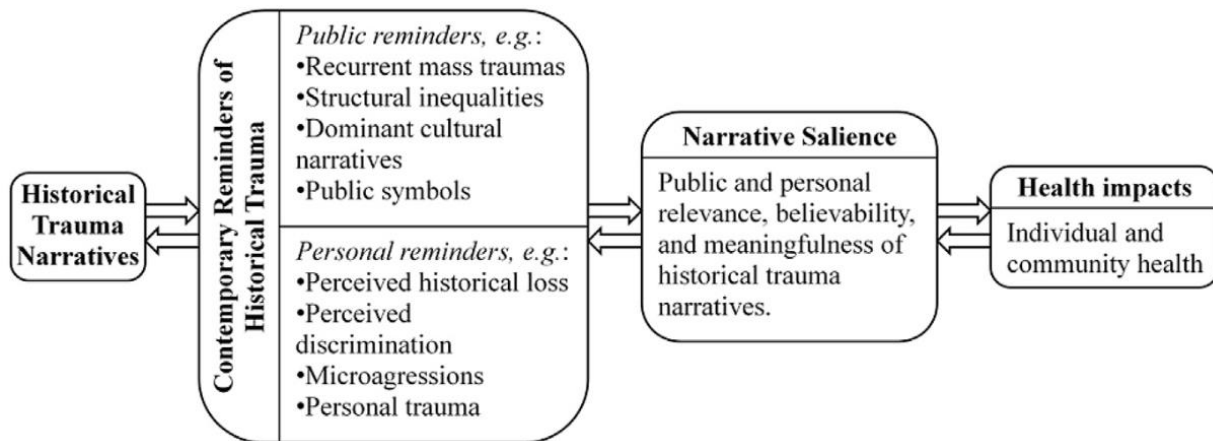 Historical
Trauma
Narratives
Contemporary Reminders of
Historical Trauma
Public reminders, e.g.:
•Recurrent mass traumas
•Structural inequalities
•Dominant cultural
narratives
•Public symbols
Personal reminders, e.g.:
•Perceived historical loss
•Perceived
discrimination
•Microagressions
•Personal trauma
Narrative Salience
Public and personal
relevance, believability,
and meaningfulness of
historical trauma
narratives.
Health impacts
Individual and
community health